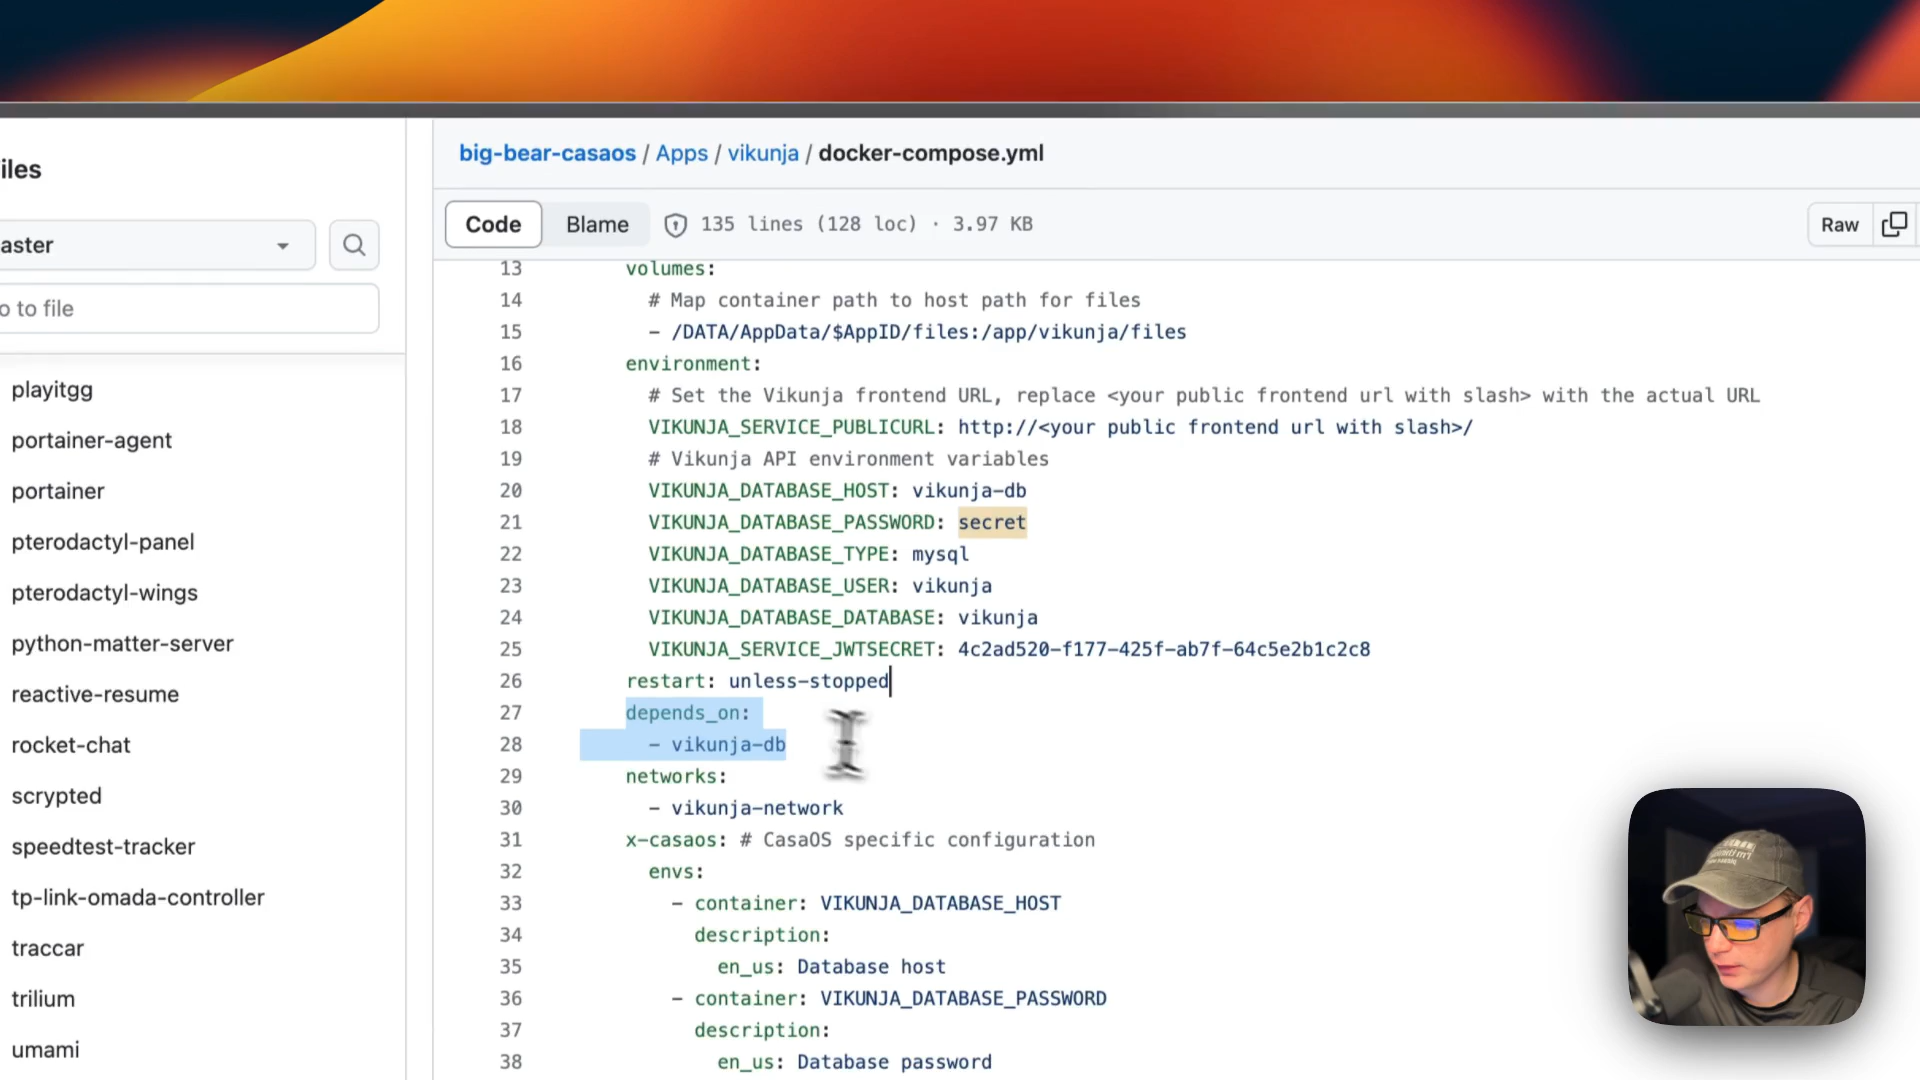 iles
aster
o to file
playitgg
portainer-agent
portainer
pterodactyl-panel
pterodactyl-wings
python-matter-server
reactive-resume
rocket-chat
scrypted
speedtest-tracker
tp-link-omada-controller
traccar
trilium
umami
big-bear-casaos / Apps / vikunja / docker-compose.yml
Code Blame 135 lines (128 loc) · 3.97 KB Raw
13 volumes:
14 # Map container path to host path for files
15 - /DATA/AppData/$AppID/files:/app/vikunja/files
16 environment:
17 # Set the Vikunja frontend URL, replace <your public frontend url with slash> with the actual URL
18 VIKUNJA_SERVICE_PUBLICURL: http://<your public frontend url with slash>/
19 # Vikunja API environment variables
20 VIKUNJA_DATABASE_HOST: vikunja-db
21 VIKUNJA_DATABASE_PASSWORD: secret
22 VIKUNJA_DATABASE_TYPE: mysql
23 VIKUNJA_DATABASE_USER: vikunja
24 VIKUNJA_DATABASE_DATABASE: vikunja
25 VIKUNJA_SERVICE_JWTSECRET: 4c2ad520-f177-425f-ab7f-64c5e2b1c2c8
26 restart: unless-stopped
27 depends_on:
28 - vikunja-db
29 networks:
30 - vikunja-network
31 x-casaos: # CasaOS specific configuration
32 envs:
33 - container: VIKUNJA_DATABASE_HOST
34 description:
35 en_us: Database host
36 - container: VIKUNJA_DATABASE_PASSWORD
37 description:
38 en_us: Database password